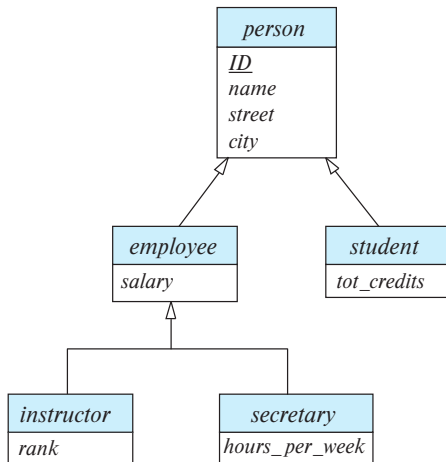 person
ID
name
street
city
employee
salary
student
tot_credits
instructor
rank
secretary
hours_per_week